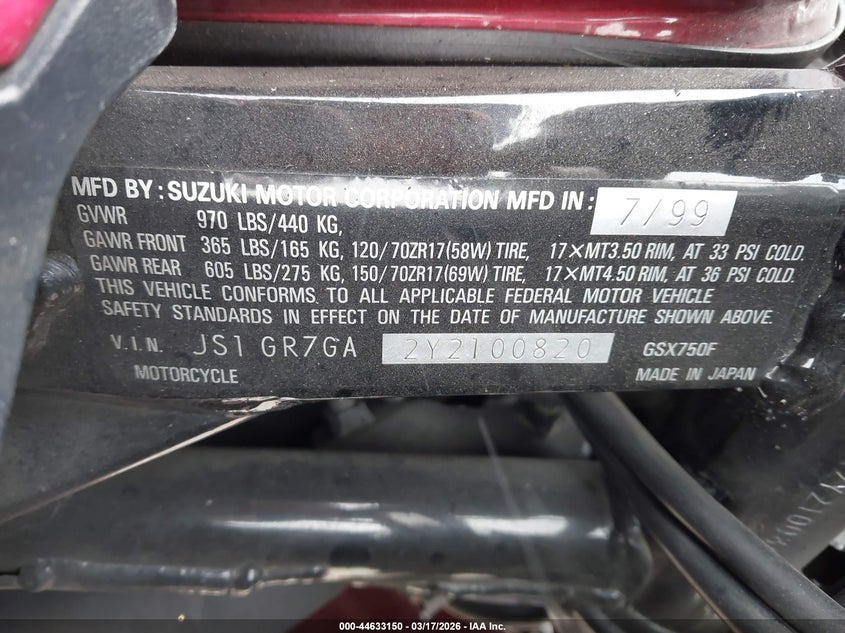 MFD BY : SUZUKI MOTOR CORPORATION MFD IN : 7/99
GVWR 970 LBS/440 KG,
GAWR FRONT 365 LBS/165 KG, 120/70ZR17(58W) TIRE, 17×MT3.50 RIM, AT 33 PSI COLD.
GAWR REAR 605 LBS/275 KG, 150/70ZR17(69W) TIRE, 17×MT4.50 RIM, AT 36 PSI COLD.
THIS VEHICLE CONFORMS TO ALL APPLICABLE FEDERAL MOTOR VEHICLE
SAFETY STANDARDS IN EFFECT ON THE DATE OF MANUFACTURE SHOWN ABOVE.
V.I.N. JS1 GR7GA 2Y2100820 GSX750F
MOTORCYCLE MADE IN JAPAN
000-44633150 - 03/17/2026 - IAA, Inc.